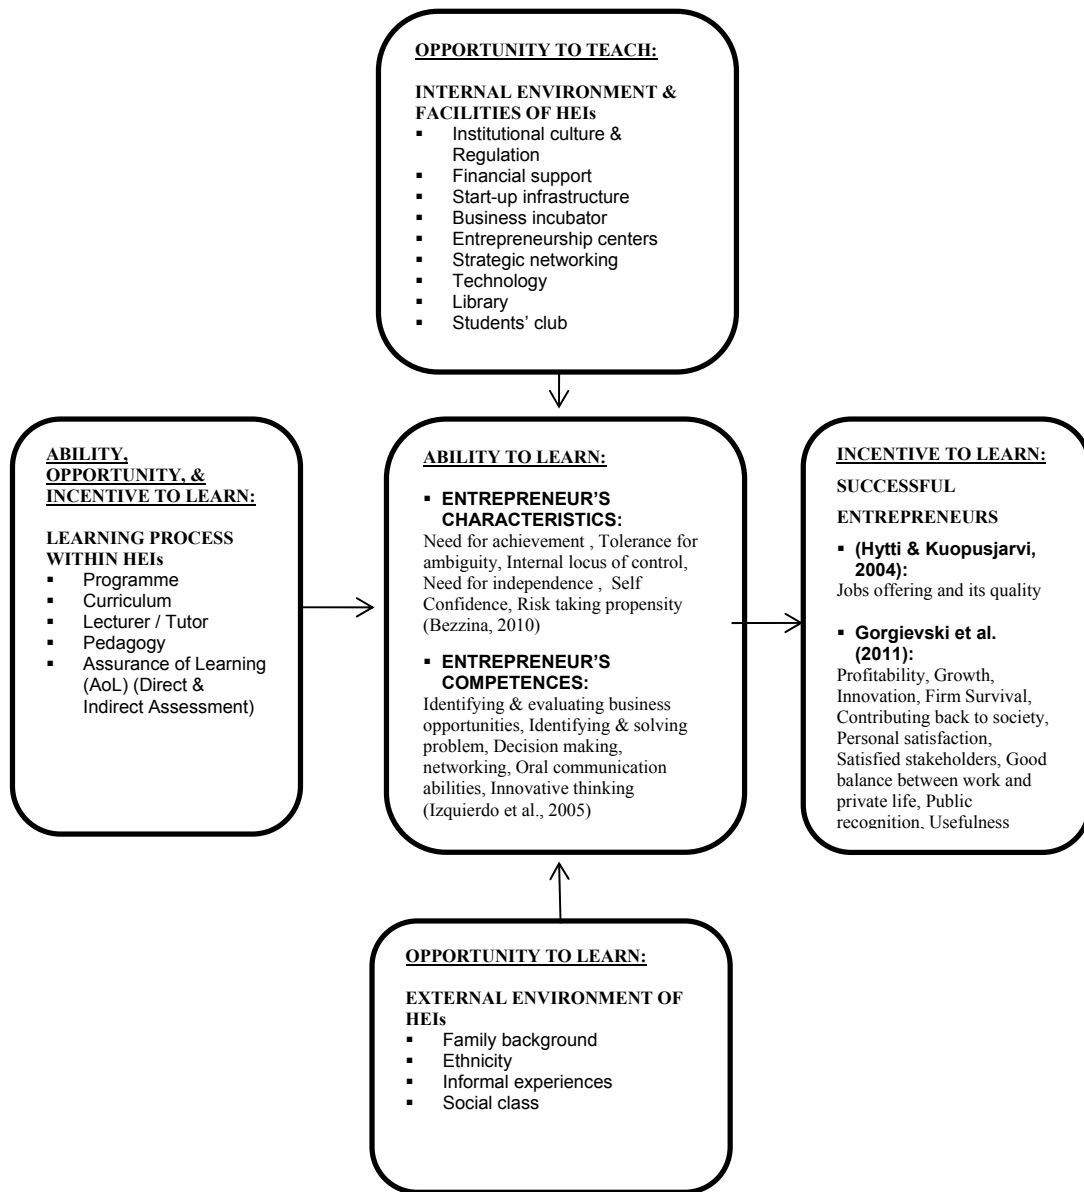 OPPORTUNITY TO TEACH:
INTERNAL ENVIRONMENT &
FACILITIES OF HEIs
▪ Institutional culture &
Regulation
▪ Financial support
▪ Start-up infrastructure
▪ Business incubator
▪ Entrepreneurship centers
▪ Strategic networking
▪ Technology
▪ Library
▪ Students’ club
ABILITY,
OPPORTUNITY, &
INCENTIVE TO LEARN:
LEARNING PROCESS
WITHIN HEIs
▪ Programme
▪ Curriculum
▪ Lecturer / Tutor
▪ Pedagogy
▪ Assurance of Learning
(AoL) (Direct &
Indirect Assessment)
ABILITY TO LEARN:
▪ ENTREPRENEUR’S
CHARACTERISTICS:
Need for achievement , Tolerance for
ambiguity, Internal locus of control,
Need for independence , Self
Confidence, Risk taking propensity
(Bezzina, 2010)
▪ ENTREPRENEUR’S
COMPETENCES:
Identifying & evaluating business
opportunities, Identifying & solving
problem, Decision making,
networking, Oral communication
abilities, Innovative thinking
(Izquierdo et al., 2005)
INCENTIVE TO LEARN:
SUCCESSFUL
ENTREPRENEURS
▪ (Hytti & Kuopusjarvi,
2004):
Jobs offering and its quality
▪ Gorgievski et al.
(2011):
Profitability, Growth,
Innovation, Firm Survival,
Contributing back to society,
Personal satisfaction,
Satisfied stakeholders, Good
balance between work and
private life, Public
recognition, Usefulness
OPPORTUNITY TO LEARN:
EXTERNAL ENVIRONMENT OF
HEIs
▪ Family background
▪ Ethnicity
▪ Informal experiences
▪ Social class